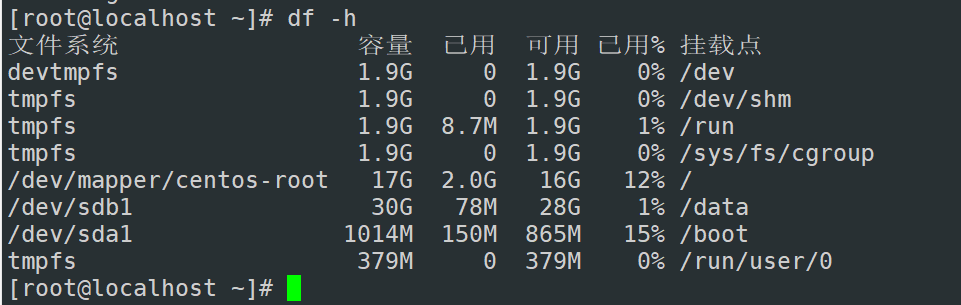 [root@localhost ~]# df -h
文件系统 容量 已用 可用 已用% 挂载点
devtmpfs 1.9G 0 1.9G 0% /dev
tmpfs 1.9G 0 1.9G 0% /dev/shm
tmpfs 1.9G 8.7M 1.9G 1% /run
tmpfs 1.9G 0 1.9G 0% /sys/fs/cgroup
/dev/mapper/centos-root 17G 2.0G 16G 12% /
/dev/sdb1 30G 78M 28G 1% /data
/dev/sda1 1014M 150M 865M 15% /boot
tmpfs 379M 0 379M 0% /run/user/0
[root@localhost ~]#